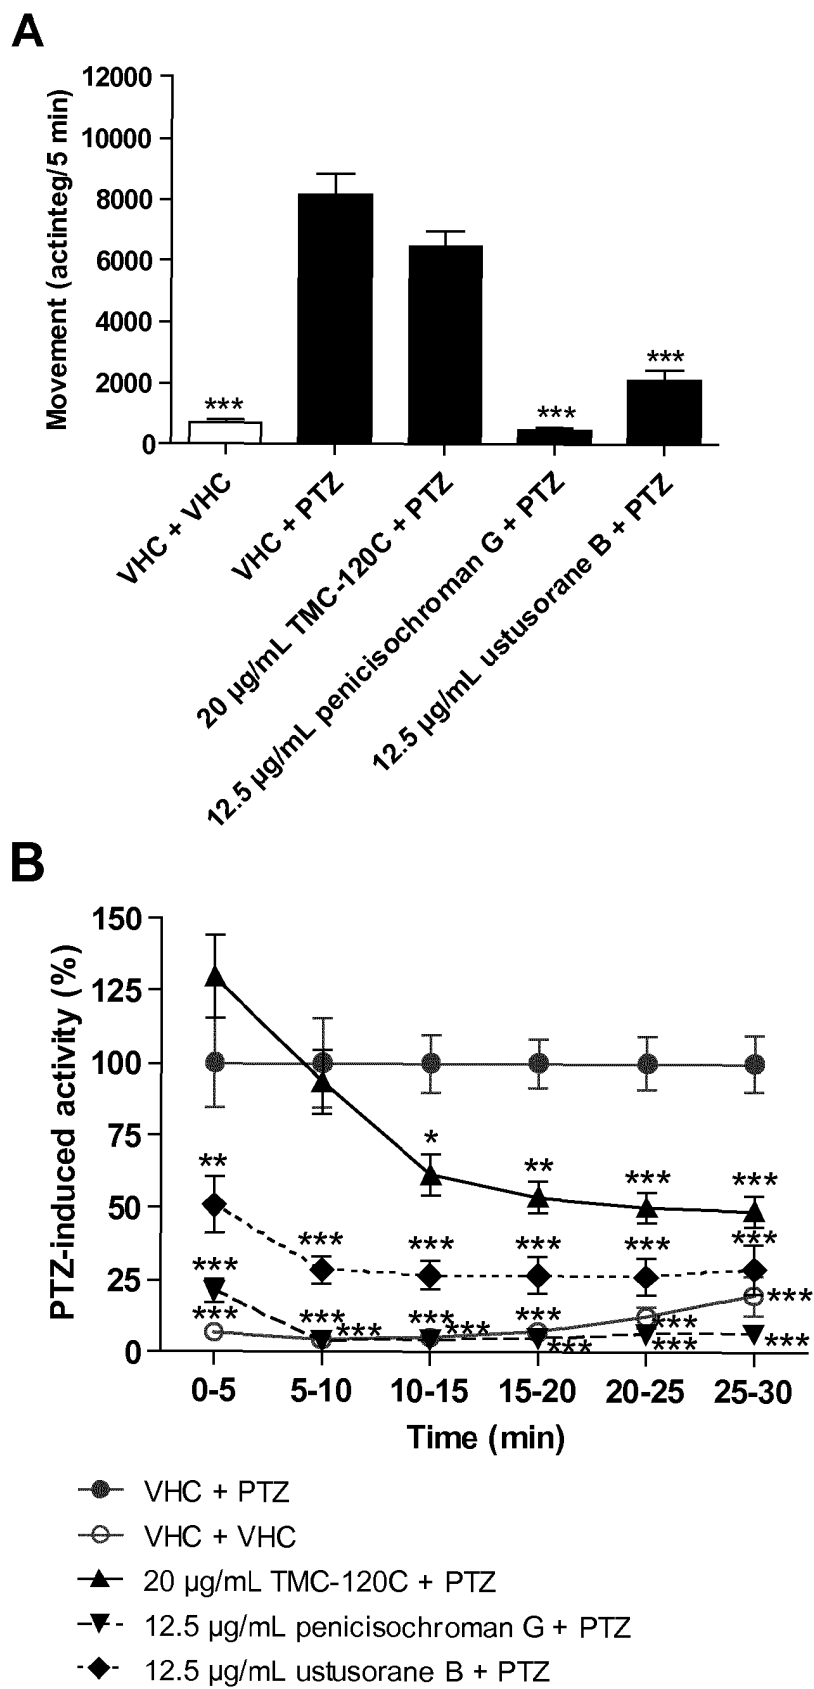 A
Movement (actinteg/5 min)
12000
10000
8000
6000
4000
2000
0
***
***
***
VHC + VHC
VHC + PTZ
20 µg/mL TMC-120C + PTZ
12.5 µg/mL penicisochroman G + PTZ
12.5 µg/mL ustusorane B + PTZ
B
PTZ-induced activity (%)
150
125
100
75
50
25
0
*
** ** *** ***
*** *** *** *** ***
***
*** *** *** *** *** *** *** ***
*** *** ***
0-5 5-10 10-15 15-20 20-25 25-30
Time (min)
VHC + PTZ
VHC + VHC
20 µg/mL TMC-120C + PTZ
12.5 µg/mL penicisochroman G + PTZ
12.5 µg/mL ustusorane B + PTZ